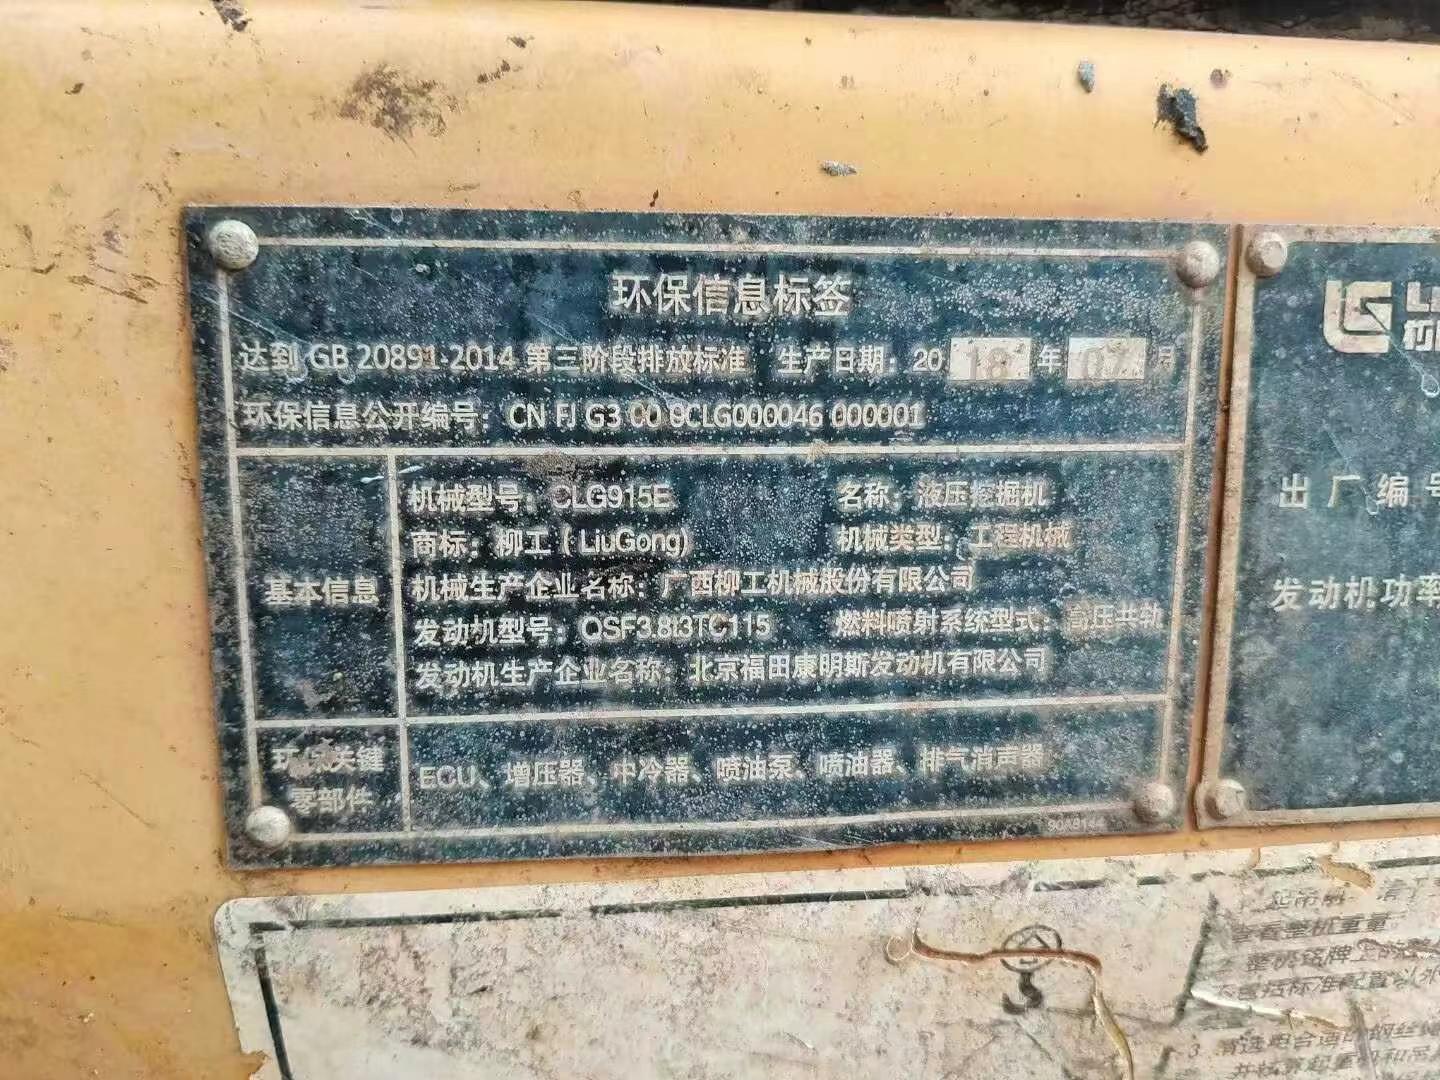 环保信息标签
达到 GB 20891-2014 第三阶段排放标准 生产日期：2018年07月
环保信息公开编号：CN FJ G3 00 0CLG000046 000001
基本信息
机械型号：CLG915E 名称：液压挖掘机
商标：柳工（LiuGong） 机械类型：工程机械
机械生产企业名称：广西柳工机械股份有限公司
发动机型号：QSF3.8t3TC115 燃料喷射系统型式：高压共轨
发动机生产企业名称：北京福田康明斯发动机有限公司
环保关键
零部件
ECU、增压器、中冷器、喷油泵、喷油器、排气消声器
出厂编号
发动机功率
查看整机重量